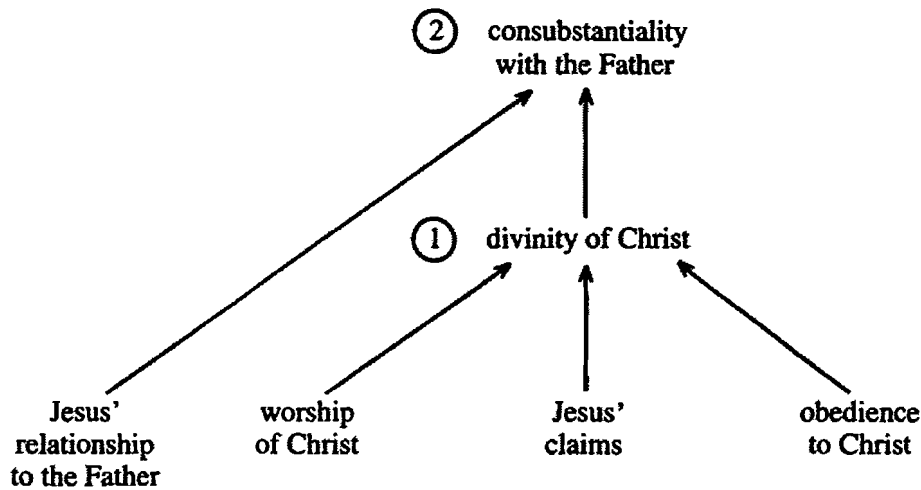 2 consubstantiality
with the Father
1 divinity of Christ
Jesus'
relationship
to the Father
worship
of Christ
Jesus'
claims
obedience
to Christ